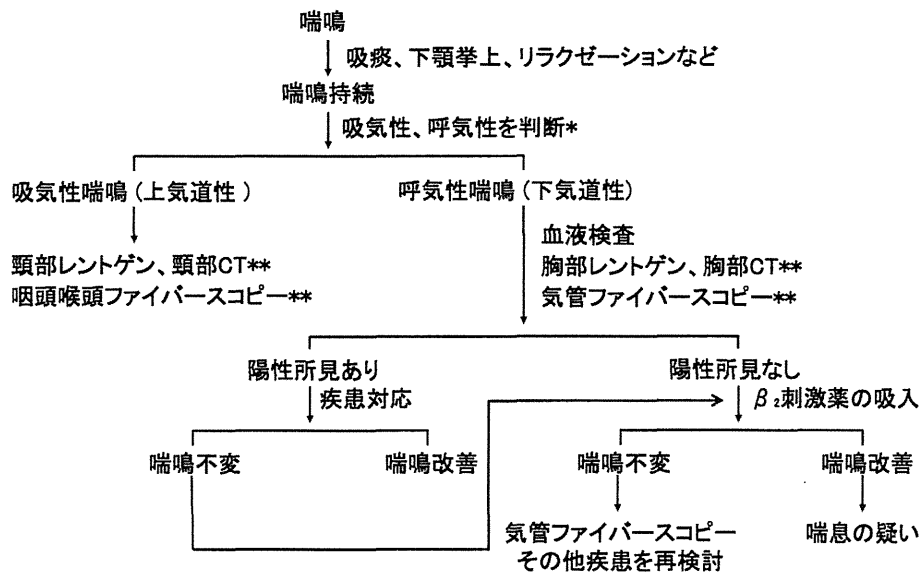 喘鳴
吸痰、下顎挙上、リラクゼーションなど
喘鳴持続
吸気性、呼気性を判断*
吸気性喘鳴(上気道性)
呼気性喘鳴(下気道性)
頸部レントゲン、頸部CT**
咽頭喉頭ファイバースコピー**
血液検査
胸部レントゲン、胸部CT**
気管ファイバースコピー**
陽性所見あり
陽性所見なし
疾患対応
β₂刺激薬の吸入
喘鳴不変
喘鳴改善
喘鳴不変
喘鳴改善
気管ファイバースコピー
その他疾患を再検討
喘息の疑い